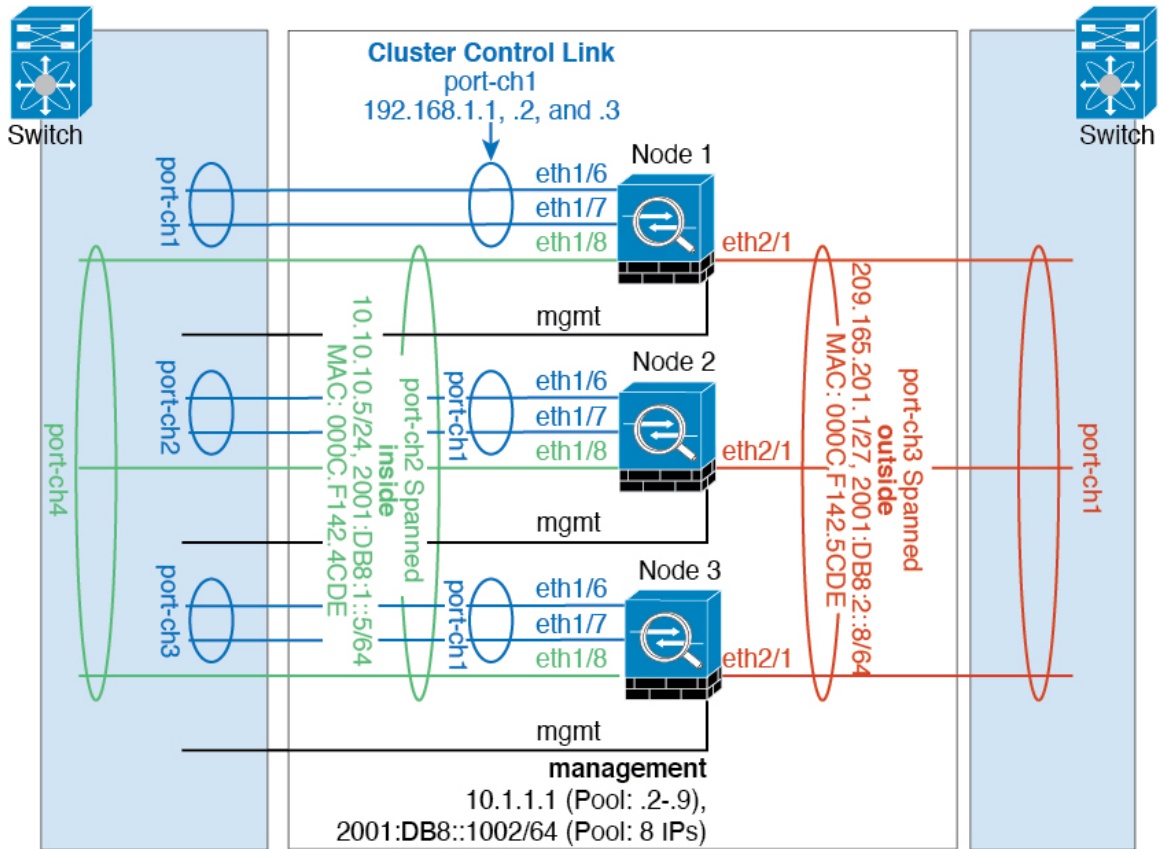 Switch
Switch
Cluster Control Link
port-ch1
192.168.1.1, .2, and .3
port-ch1
eth1/6
eth1/7
eth1/8
Node 1
eth2/1
mgmt
port-ch2
port-ch1
eth1/6
eth1/7
eth1/8
Node 2
eth2/1
mgmt
port-ch3
port-ch1
eth1/6
eth1/7
eth1/8
Node 3
eth2/1
mgmt
port-ch4
port-ch2 Spanned
inside
10.10.10.5/24, 2001:DB8:1::5/64
MAC: 000C.F142.4CDE
port-ch3 Spanned
outside
209.165.201.1/27, 2001:DB8:2::8/64
MAC: 000C.F142.5CDE
port-ch1
management
10.1.1.1 (Pool: .2-.9),
2001:DB8::1002/64 (Pool: 8 IPs)